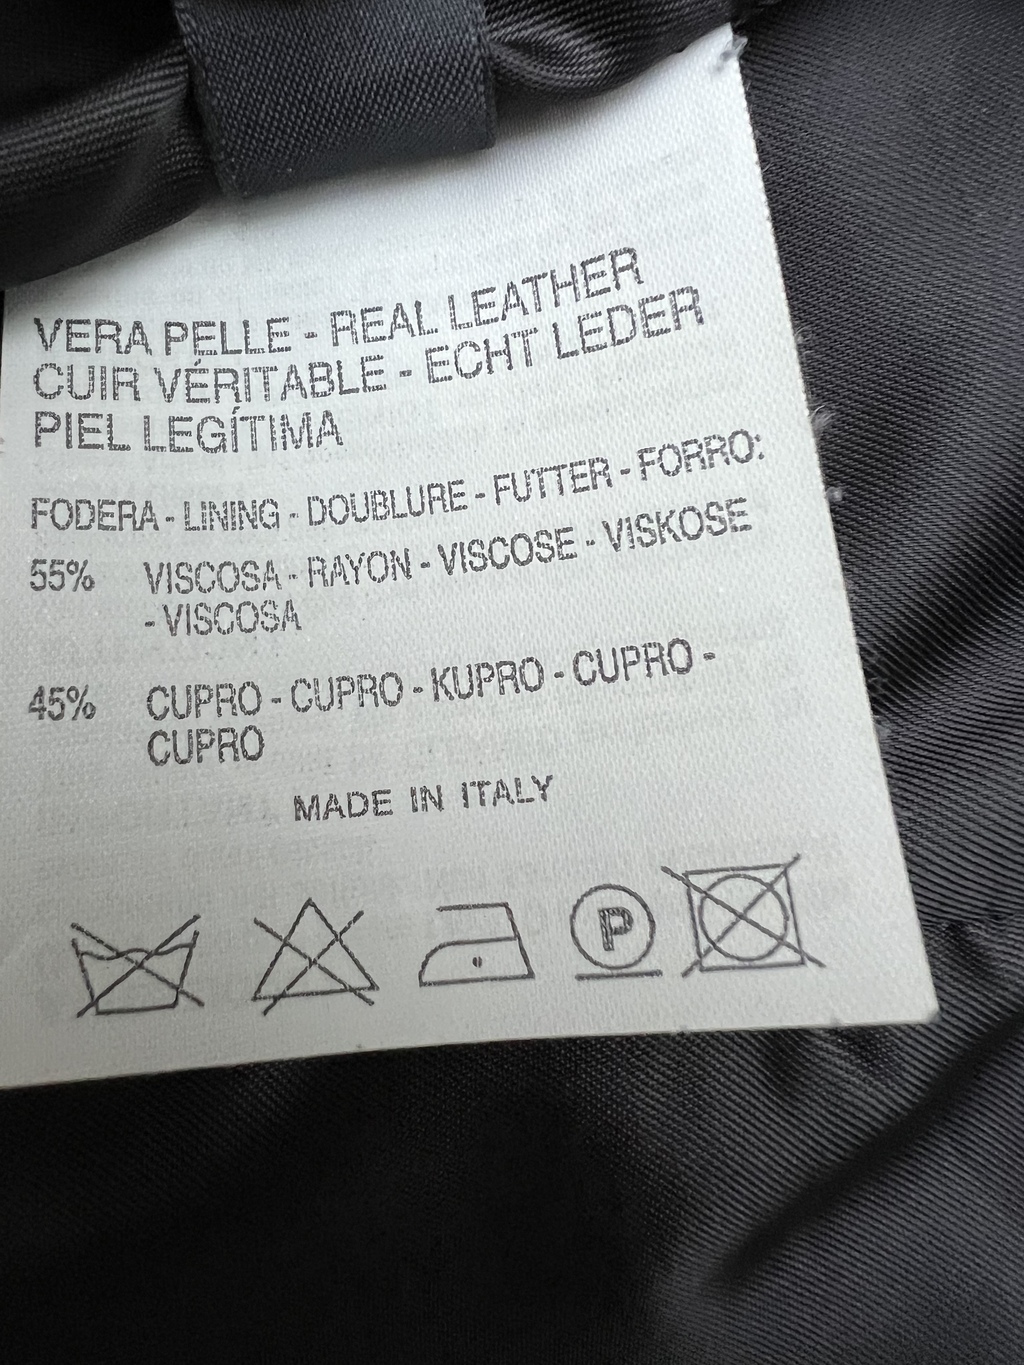 VERA PELLE - REAL LEATHER
CUIR VÉRITABLE - ECHT LEDER
PIEL LEGÍTIMA
FODERA - LINING - DOUBLURE - FUTTER - FORRO:
55% VISCOSA - RAYON - VISCOSE - VISKOSE
- VISCOSA
45% CUPRO - CUPRO - KUPRO - CUPRO -
CUPRO
MADE IN ITALY
P